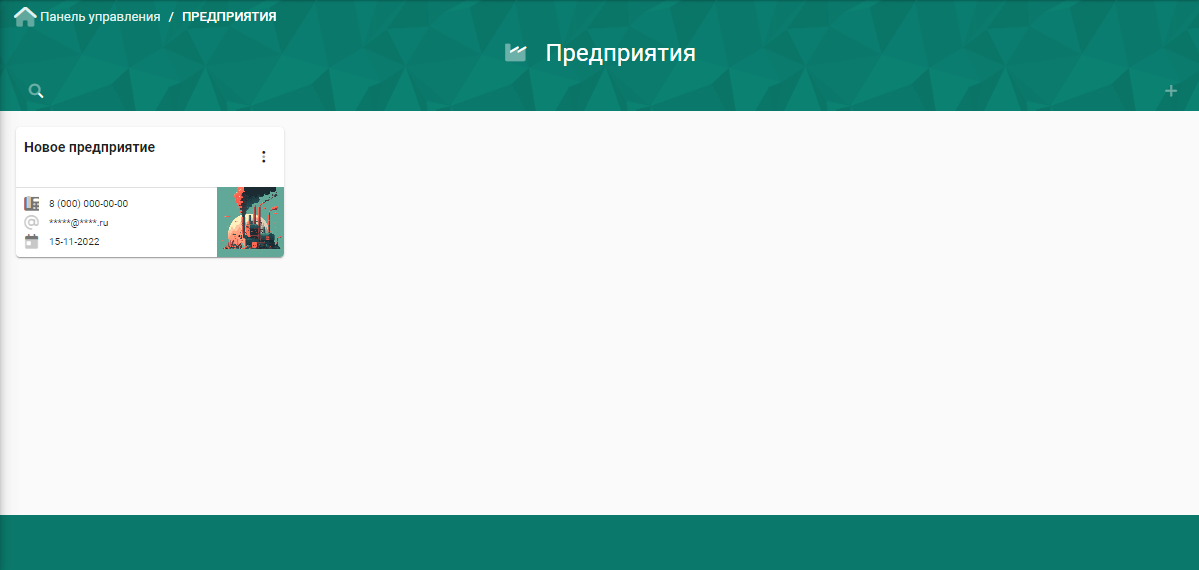 Панель управления / ПРЕДПРИЯТИЯ
Предприятия
Новое предприятие
8 (000) 000-00-00
*****@****.ru
15-11-2022